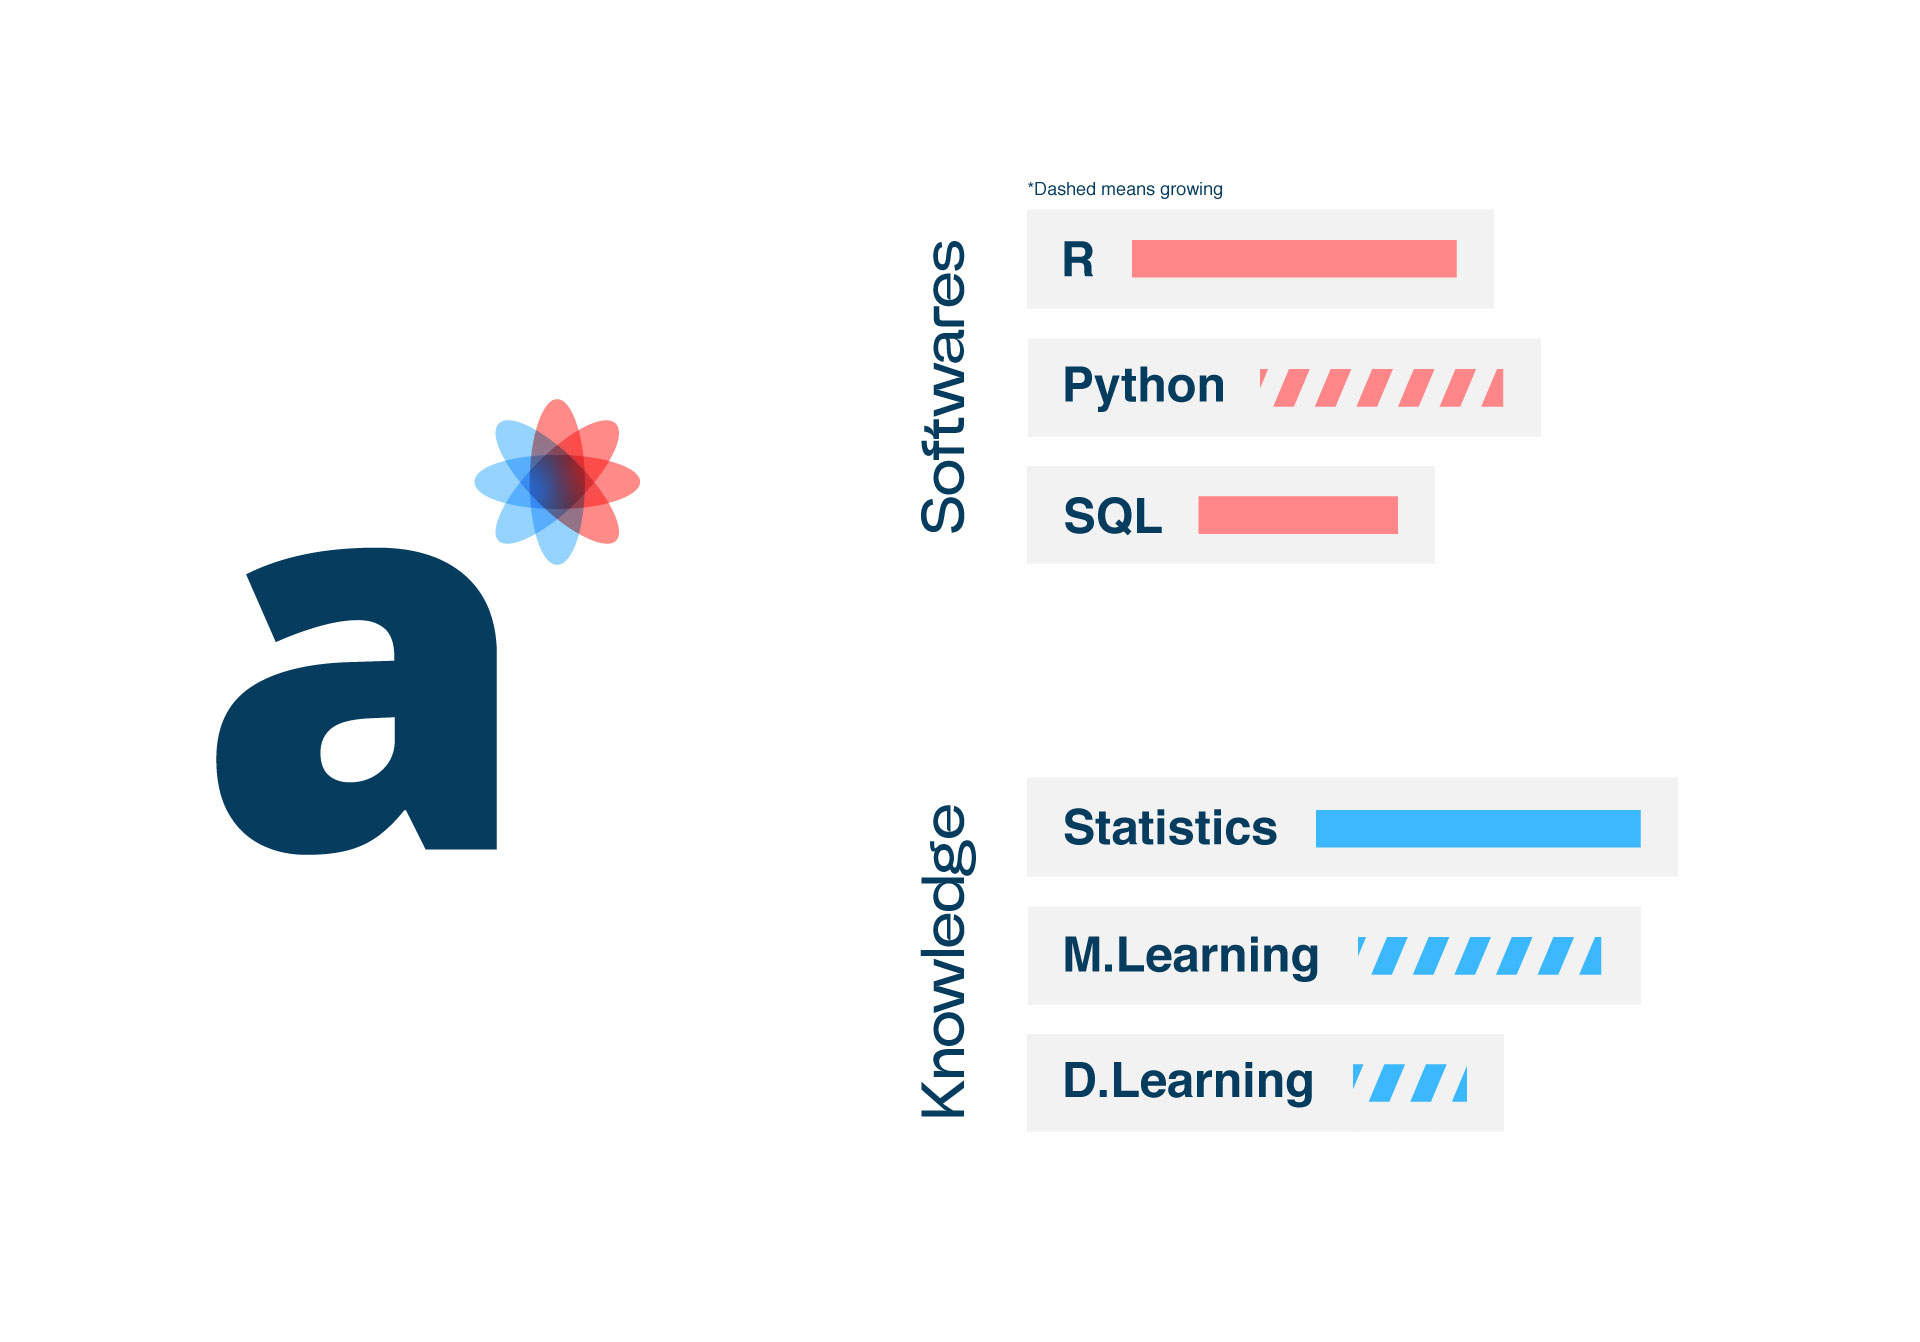 a
*Dashed means growing
Softwares
R
Python
SQL
Knowledge
Statistics
M.Learning
D.Learning